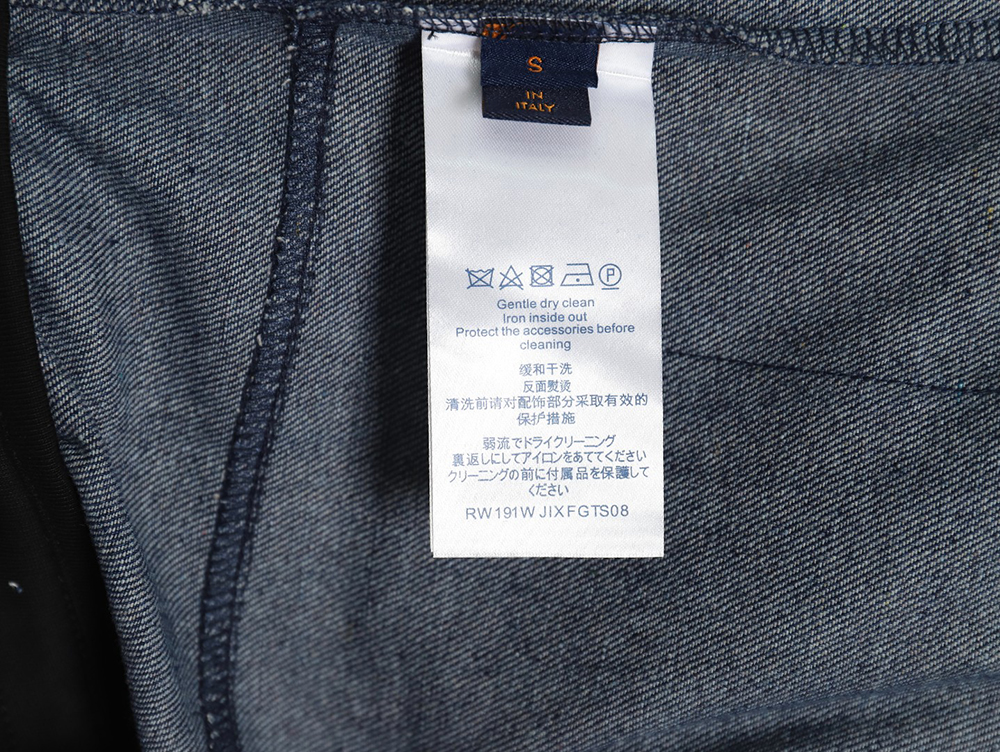 S
IN
ITALY
P
Gentle dry clean
Iron inside out
Protect the accessories before
cleaning
缓和干洗
反面熨烫
清洗前请对配饰部分采取有效的
保护措施
弱流でドライクリーニング
裏返しにしてアイロンをあててください
クリーニングの前に付属品を保護して
ください
RW191W JIXFGTS08